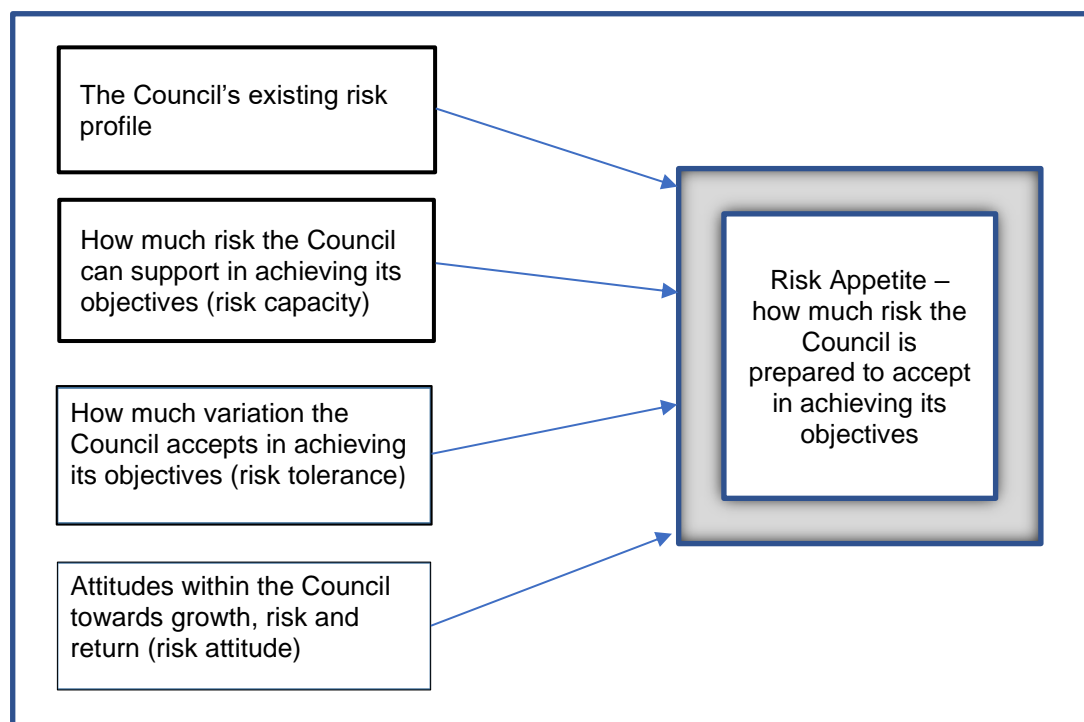 The Council’s existing risk
profile
How much risk the Council
can support in achieving its
objectives (risk capacity)
How much variation the
Council accepts in achieving
its objectives (risk tolerance)
Attitudes within the Council
towards growth, risk and
return (risk attitude)
Risk Appetite –
how much risk the
Council is
prepared to accept
in achieving its
objectives